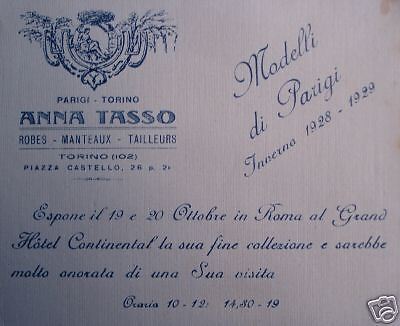 PARIGI - TORINO
ANNA TASSO
ROBES - MANTEAUX - TAILLEURS
TORINO (102)
PIAZZA CASTELLO, 26 p. 2º
Modelli
di Parigi
Inverno 1928 - 1929
Espone il 19 e 20 Ottobre in Roma al Grand
Hôtel Continental la sua fine collezione e sarebbe
molto onorata di una Sua visita
Orario 10 - 12: 14,30 - 19